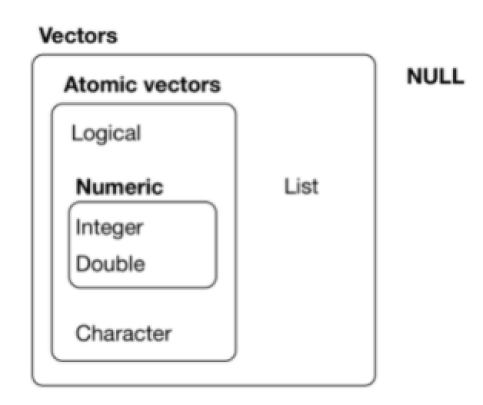 Vectors
NULL
Atomic vectors
Logical
Numeric
List
Integer
Double
Character